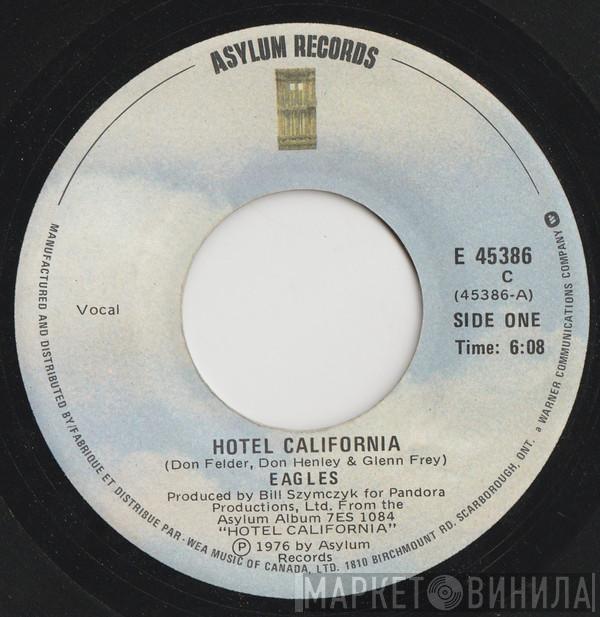 ASYLUM RECORDS
Vocal
E 45386
C
(45386-A)
SIDE ONE
Time: 6:08
HOTEL CALIFORNIA
(Don Felder, Don Henley & Glenn Frey)
EAGLES
Produced by Bill Szymczyk for Pandora
Productions, Ltd. From the
Asylum Album 7ES 1084
"HOTEL CALIFORNIA"
Ⓟ 1976 by Asylum
Records
MANUFACTURED AND DISTRIBUTED BY/FABRIQUE ET DISTRIBUE PAR-WEA MUSIC OF CANADA, LTD. 1810 BIRCHMOUNT RD. SCARBOROUGH, ONT. a WARNER COMMUNICATIONS COMPANY
МАРКЕТ ВИНИЛА